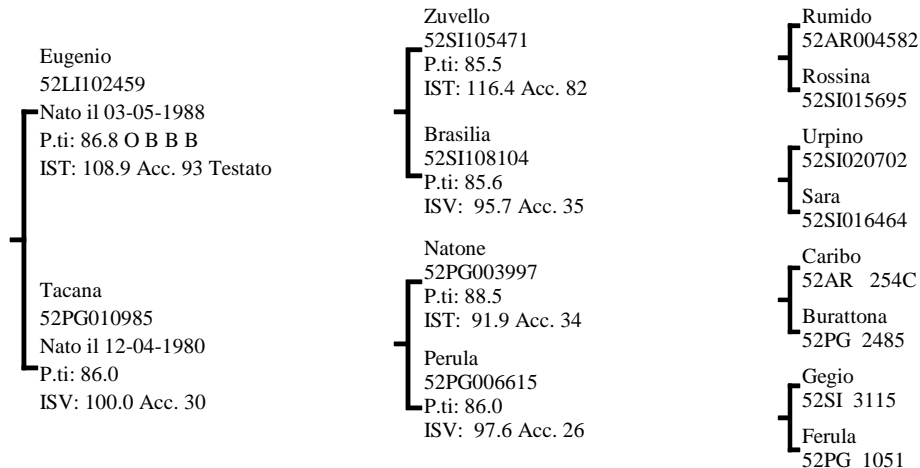 Eugenio
52LI102459
Nato il 03-05-1988
P.ti: 86.8 O B B B
IST: 108.9 Acc. 93 Testato
Tacana
52PG010985
Nato il 12-04-1980
P.ti: 86.0
ISV: 100.0 Acc. 30
Zuvello
52SI105471
P.ti: 85.5
IST: 116.4 Acc. 82
Brasilia
52SI108104
P.ti: 85.6
ISV: 95.7 Acc. 35
Natone
52PG003997
P.ti: 88.5
IST: 91.9 Acc. 34
Perula
52PG006615
P.ti: 86.0
ISV: 97.6 Acc. 26
Rumido
52AR004582
Rossina
52SI015695
Urpino
52SI020702
Sara
52SI016464
Caribo
52AR 254C
Burattona
52PG 2485
Gegio
52SI 3115
Ferula
52PG 1051